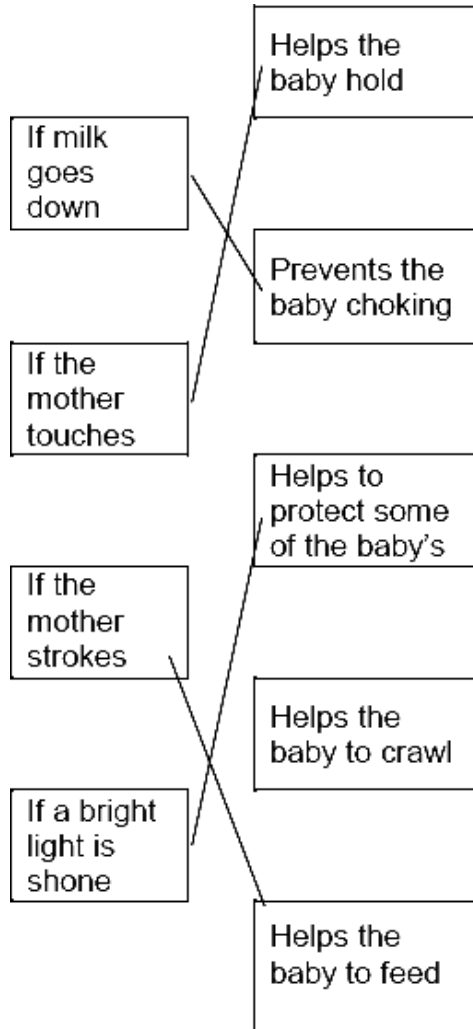 Helps the
baby hold
If milk
goes
down
Prevents the
baby choking
If the
mother
touches
Helps to
protect some
of the baby's
If the
mother
strokes
Helps the
baby to crawl
If a bright
light is
shone
Helps the
baby to feed